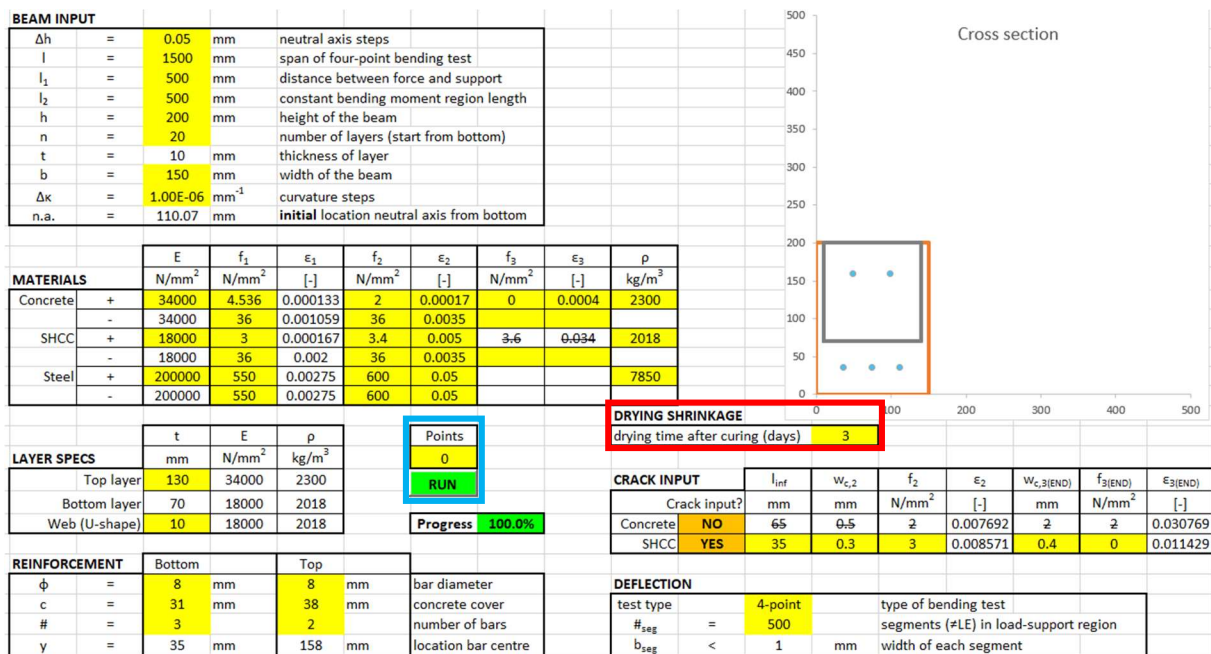 BEAM INPUT
Δh = 0.05 mm neutral axis steps
l = 1500 mm span of four-point bending test
l₁ = 500 mm distance between force and support
l₂ = 500 mm constant bending moment region length
h = 200 mm height of the beam
n = 20 number of layers (start from bottom)
t = 10 mm thickness of layer
b = 150 mm width of the beam
Δκ = 1.00E-06 mm⁻¹ curvature steps
n.a. = 110.07 mm initial location neutral axis from bottom
Cross section
500
450
400
350
300
250
200
150
100
50
0
0 100 200 300 400 500
E f₁ ε₁ f₂ ε₂ f₃ ε₃ ρ
MATERIALS N/mm² N/mm² [-] N/mm² [-] N/mm² [-] kg/m³
Concrete + 34000 4.536 0.000133 2 0.00017 0 0.0004 2300
- 34000 36 0.001059 36 0.0035
SHCC + 18000 3 0.000167 3.4 0.005 3.6 0.034 2018
- 18000 36 0.002 36 0.0035
Steel + 200000 550 0.00275 600 0.05 7850
- 200000 550 0.00275 600 0.05
DRYING SHRINKAGE
drying time after curing (days) 3
t E ρ
LAYER SPECS mm N/mm² kg/m³
Top layer 130 34000 2300
Bottom layer 70 18000 2018
Web (U-shape) 10 18000 2018
Points
0
RUN
Progress 100.0%
CRACK INPUT l_inf w_c,2 f₂ ε₂ w_c,3(END) f_3(END) ε_3(END)
Crack input? mm mm N/mm² [-] mm N/mm² [-]
Concrete NO 65 0.5 2 0.007692 2 2 0.030769
SHCC YES 35 0.3 3 0.008571 0.4 0 0.011429
REINFORCEMENT Bottom Top
ϕ = 8 mm 8 mm bar diameter
c = 31 mm 38 mm concrete cover
# = 3 2 number of bars
y = 35 mm 158 mm location bar centre
DEFLECTION
test type 4-point type of bending test
#seg = 500 segments (≠LE) in load-support region
b_seg < 1 mm width of each segment